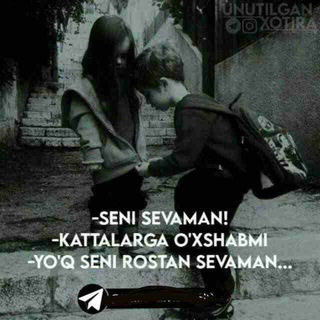 UNUTILGAN
XOTIRA
-SENI SEVAMAN!
-KATTALARGA O'XSHABMI
-YO'Q SENI ROSTAN SEVAMAN...